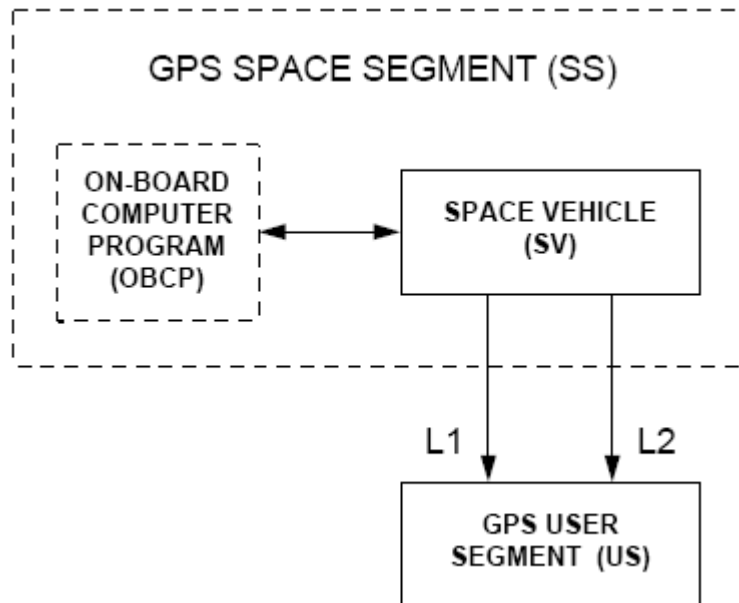 GPS SPACE SEGMENT (SS)
ON-BOARD
COMPUTER
PROGRAM
(OBCP)
SPACE VEHICLE
(SV)
L1
L2
GPS USER
SEGMENT (US)